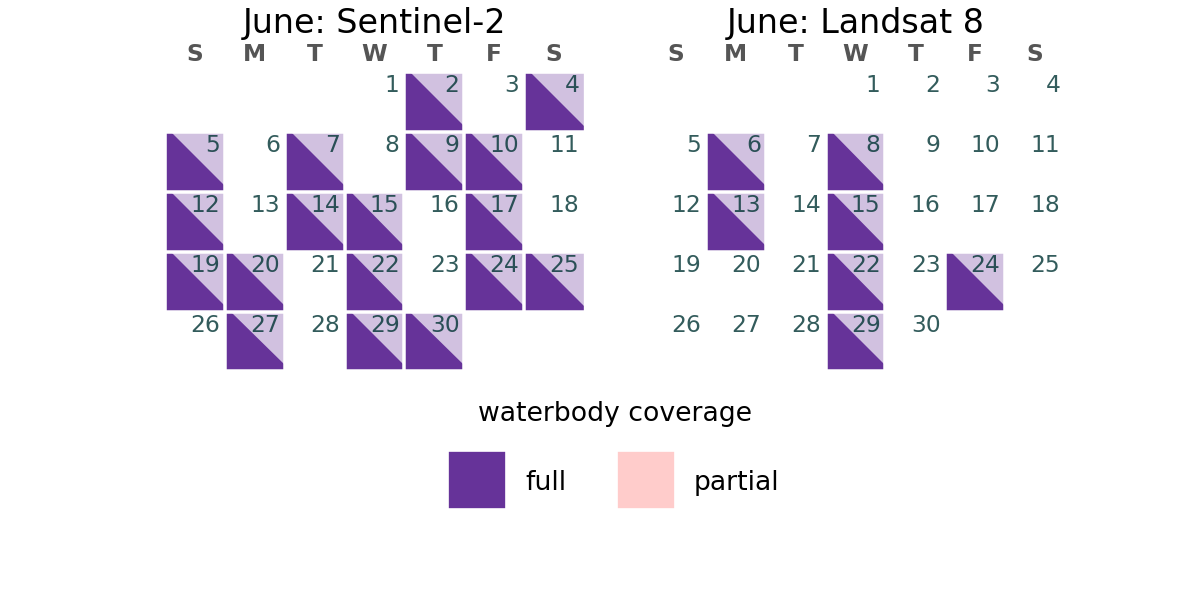 June: Sentinel-2
S M T W T F S
1 2 3 4
5 6 7 8 9 10 11
12 13 14 15 16 17 18
19 20 21 22 23 24 25
26 27 28 29 30
June: Landsat 8
S M T W T F S
1 2 3 4
5 6 7 8 9 10 11
12 13 14 15 16 17 18
19 20 21 22 23 24 25
26 27 28 29 30
waterbody coverage
full partial